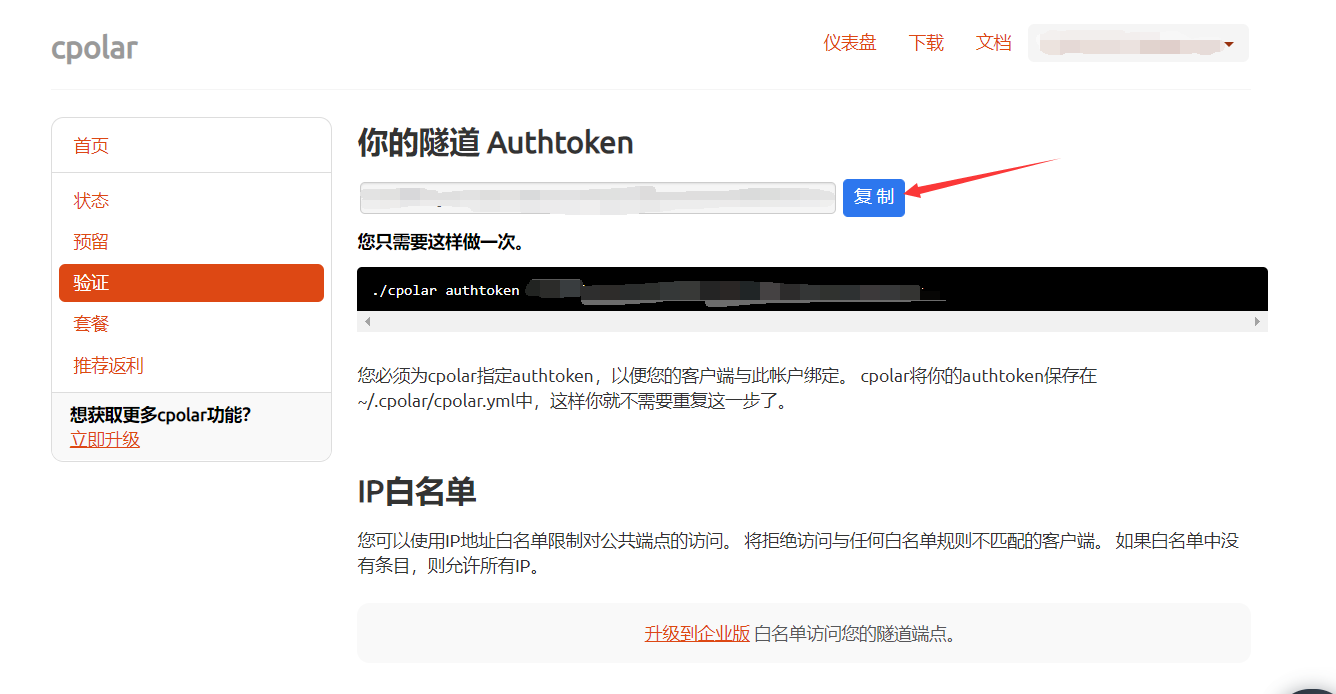 cpolar
仪表盘 下载 文档
首页
状态
预留
验证
套餐
推荐返利
想获取更多cpolar功能?
立即升级
你的隧道 Authtoken
复制
您只需要这样做一次。
./cpolar authtoken
您必须为cpolar指定authtoken，以便您的客户端与此帐户绑定。 cpolar将你的authtoken保存在
~/.cpolar/cpolar.yml中，这样你就不需要重复这一步了。
IP白名单
您可以使用IP地址白名单限制对公共端点的访问。 将拒绝访问与任何白名单规则不匹配的客户端。 如果白名单中没
有条目，则允许所有IP。
升级到企业版 白名单访问您的隧道端点。